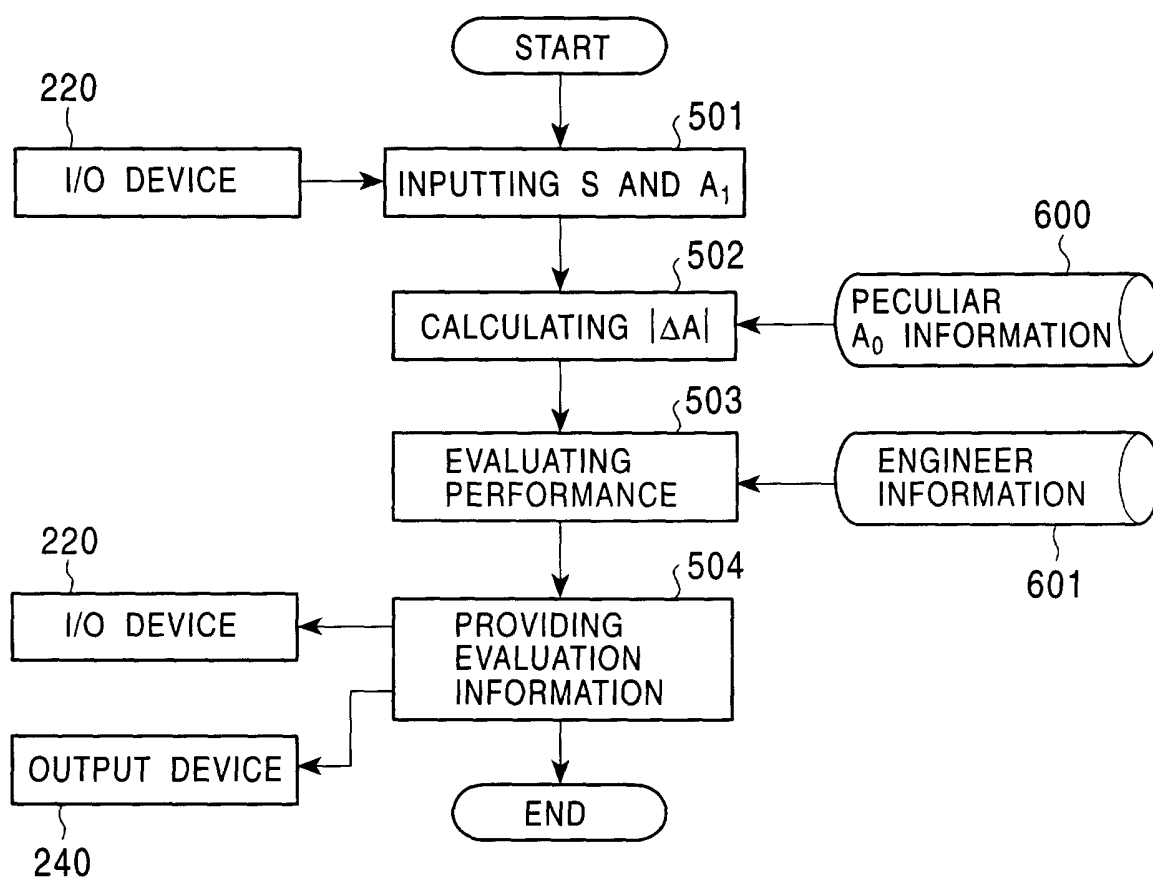 START
220
501
I/O DEVICE
INPUTTING S AND A₁
600
502
PECULIAR
A₀ INFORMATION
CALCULATING |ΔA|
503
EVALUATING
PERFORMANCE
ENGINEER
INFORMATION
601
220
504
I/O DEVICE
PROVIDING
EVALUATION
INFORMATION
OUTPUT DEVICE
240
END